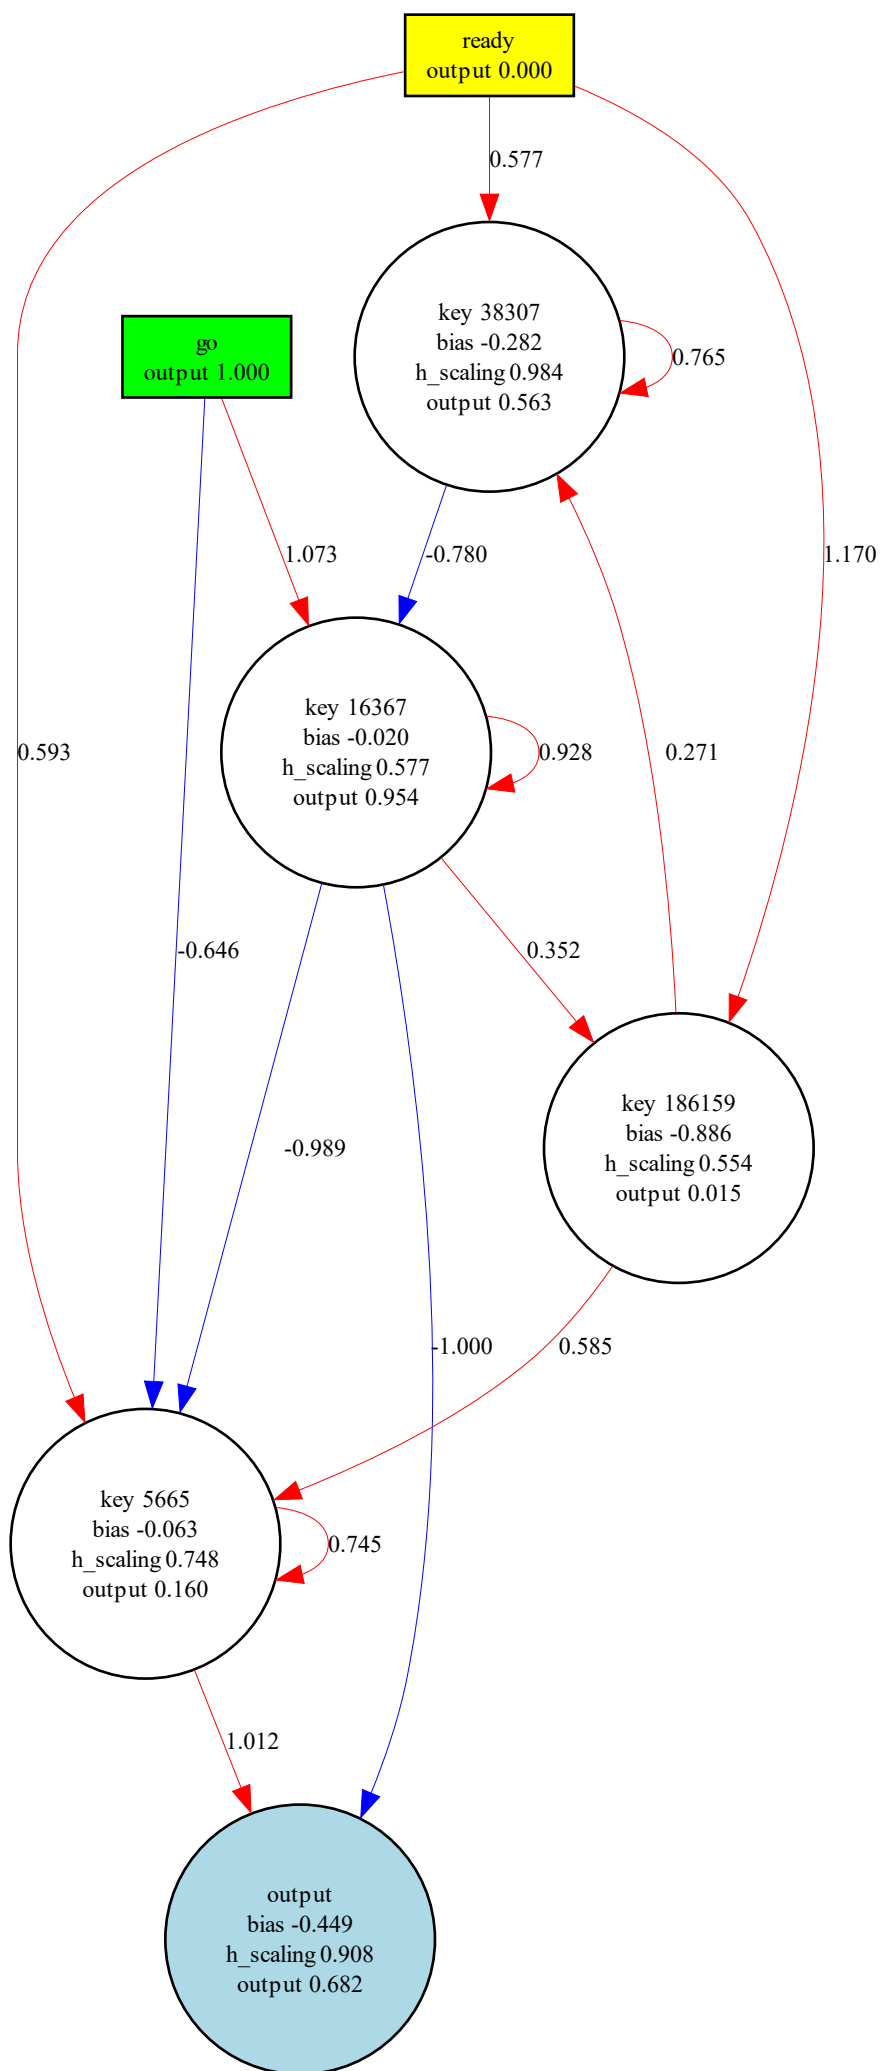 ready
output 0.000
0.577
key 38307
bias -0.282
h_scaling 0.984
output 0.563
0.765
go
output 1.000
1.073
-0.780
1.170
key 16367
bias -0.020
h_scaling 0.577
output 0.954
0.928
0.271
0.593
-0.646
0.352
-0.989
key 186159
bias -0.886
h_scaling 0.554
output 0.015
-1.000
0.585
key 5665
bias -0.063
h_scaling 0.748
output 0.160
0.745
1.012
output
bias -0.449
h_scaling 0.908
output 0.682